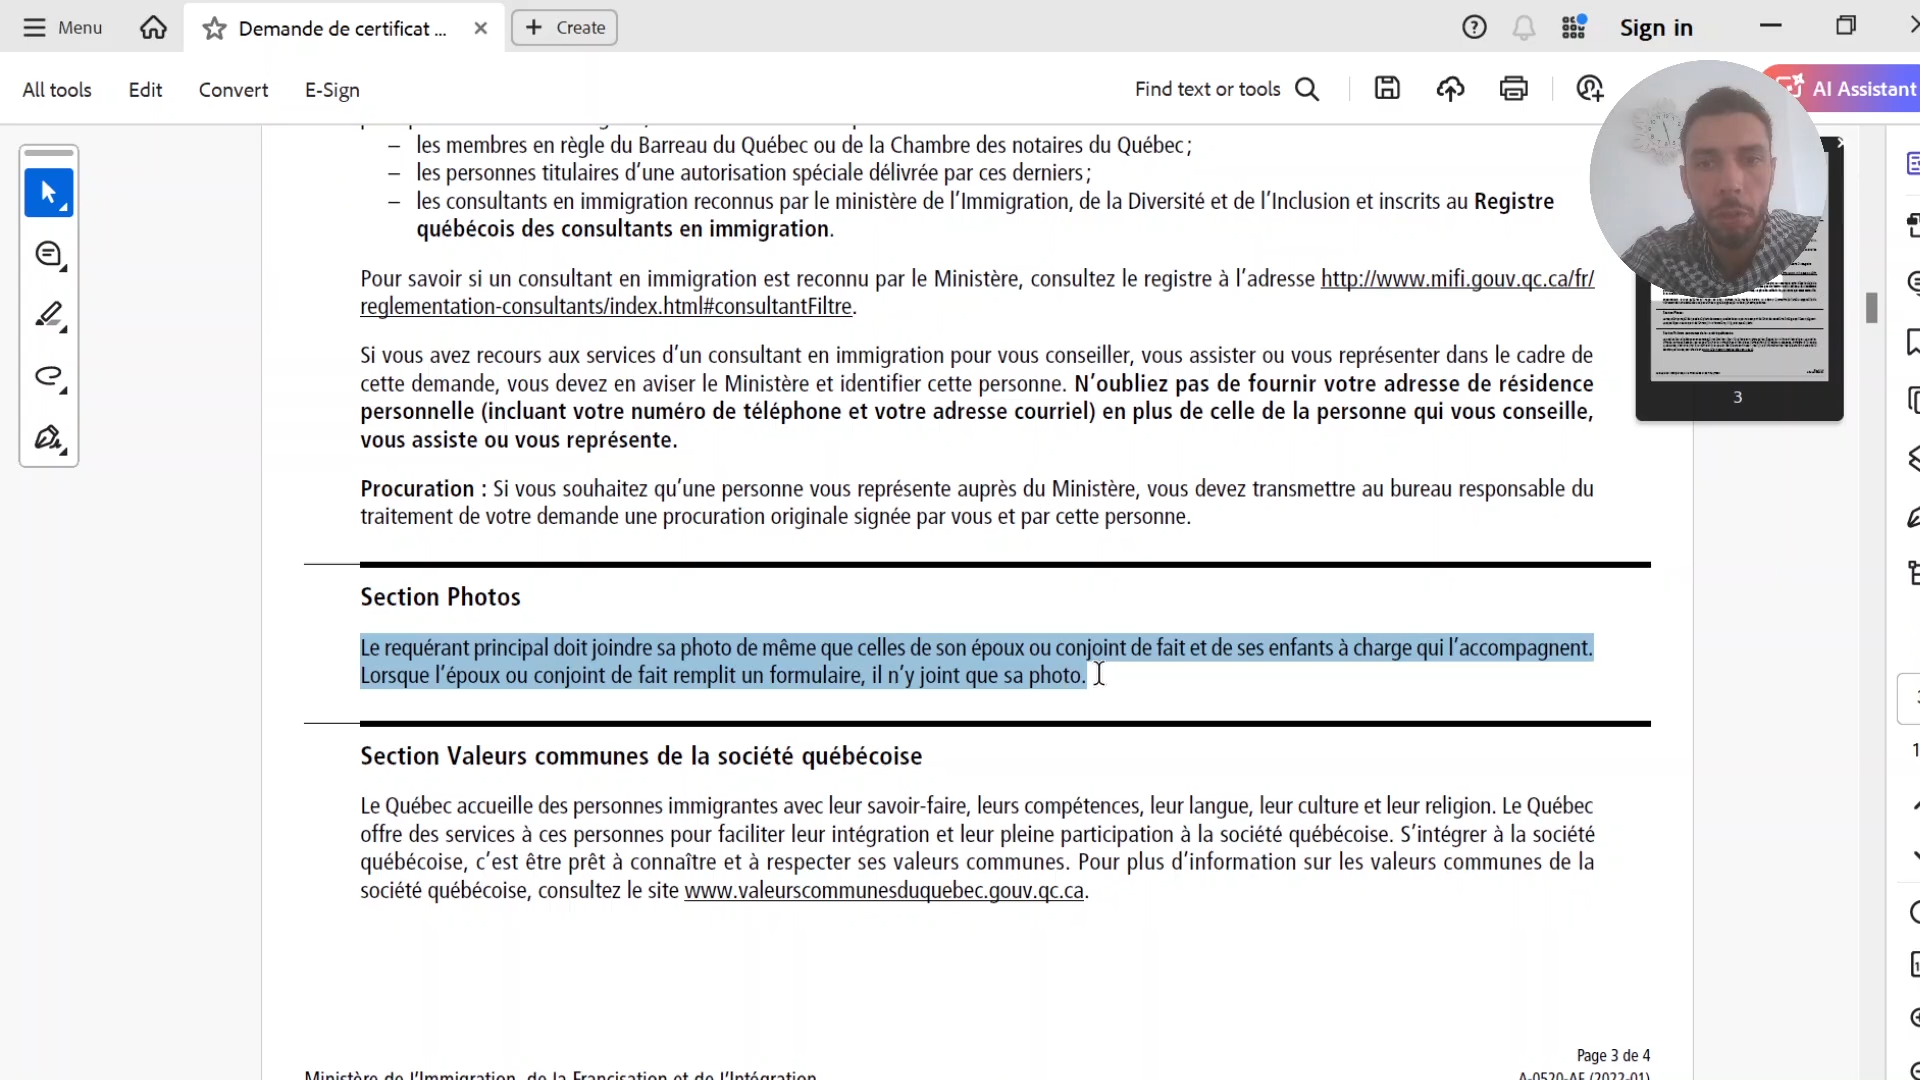 Menu
Demande de certificat ...
Create
Sign in
All tools
Edit
Convert
E-Sign
Find text or tools
AI Assistant
– les membres en règle du Barreau du Québec ou de la Chambre des notaires du Québec ;
– les personnes titulaires d’une autorisation spéciale délivrée par ces derniers ;
– les consultants en immigration reconnus par le ministère de l’Immigration, de la Diversité et de l’Inclusion et inscrits au Registre
québécois des consultants en immigration.
Pour savoir si un consultant en immigration est reconnu par le Ministère, consultez le registre à l’adresse http://www.mifi.gouv.qc.ca/fr/
reglementation-consultants/index.html#consultantFiltre.
Si vous avez recours aux services d’un consultant en immigration pour vous conseiller, vous assister ou vous représenter dans le cadre de
cette demande, vous devez en aviser le Ministère et identifier cette personne. N’oubliez pas de fournir votre adresse de résidence
personnelle (incluant votre numéro de téléphone et votre adresse courriel) en plus de celle de la personne qui vous conseille,
vous assiste ou vous représente.
3
Procuration : Si vous souhaitez qu’une personne vous représente auprès du Ministère, vous devez transmettre au bureau responsable du
traitement de votre demande une procuration originale signée par vous et par cette personne.
Section Photos
Le requérant principal doit joindre sa photo de même que celles de son époux ou conjoint de fait et de ses enfants à charge qui l’accompagnent.
Lorsque l’époux ou conjoint de fait remplit un formulaire, il n’y joint que sa photo.
Section Valeurs communes de la société québécoise
Le Québec accueille des personnes immigrantes avec leur savoir-faire, leurs compétences, leur langue, leur culture et leur religion. Le Québec
offre des services à ces personnes pour faciliter leur intégration et leur pleine participation à la société québécoise. S’intégrer à la société
québécoise, c’est être prêt à connaître et à respecter ses valeurs communes. Pour plus d’information sur les valeurs communes de la
société québécoise, consultez le site www.valeurscommunesduquebec.gouv.qc.ca.
Page 3 de 4
Ministère de l’Immigration, de la Francisation et de l’Intégration
A-0520-AF (2022-01)